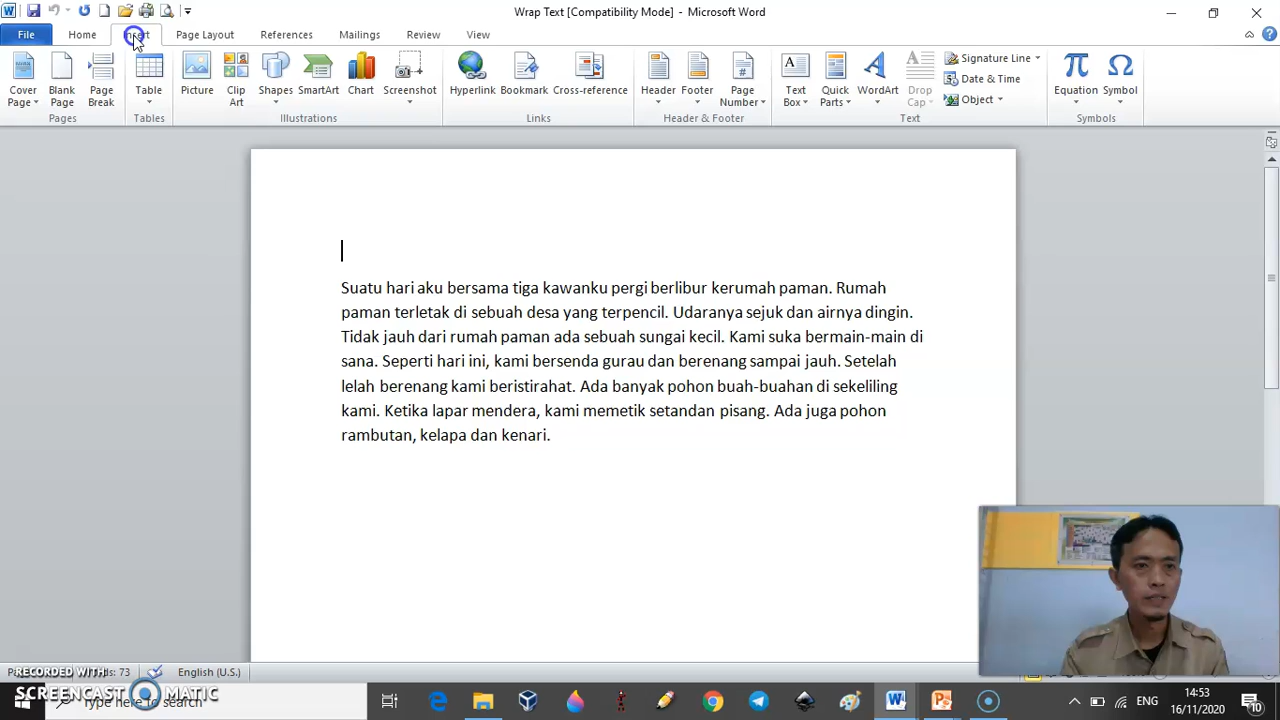 Wrap Text [Compatibility Mode] - Microsoft Word
File Home Insert Page Layout References Mailings Review View
Cover Page Blank Page Page Break Table Picture Clip Art Shapes SmartArt Chart Screenshot Hyperlink Bookmark Cross-reference Header Footer Page Number Text Box Quick Parts WordArt Drop Cap Signature Line Date & Time Object Equation Symbol
Pages Tables Illustrations Links Header & Footer Text Symbols
Suatu hari aku bersama tiga kawanku pergi berlibur kerumah paman. Rumah
paman terletak di sebuah desa yang terpencil. Udaranya sejuk dan airnya dingin.
Tidak jauh dari rumah paman ada sebuah sungai kecil. Kami suka bermain-main di
sana. Seperti hari ini, kami bersenda gurau dan berenang sampai jauh. Setelah
lelah berenang kami beristirahat. Ada banyak pohon buah-buahan di sekeliling
kami. Ketika lapar mendera, kami memetik setandan pisang. Ada juga pohon
rambutan, kelapa dan kenari.
RECORDED WITH 73 English (U.S.)
SCREENCAST MATIC
Type here to search
ENG 14:53
16/11/2020 10